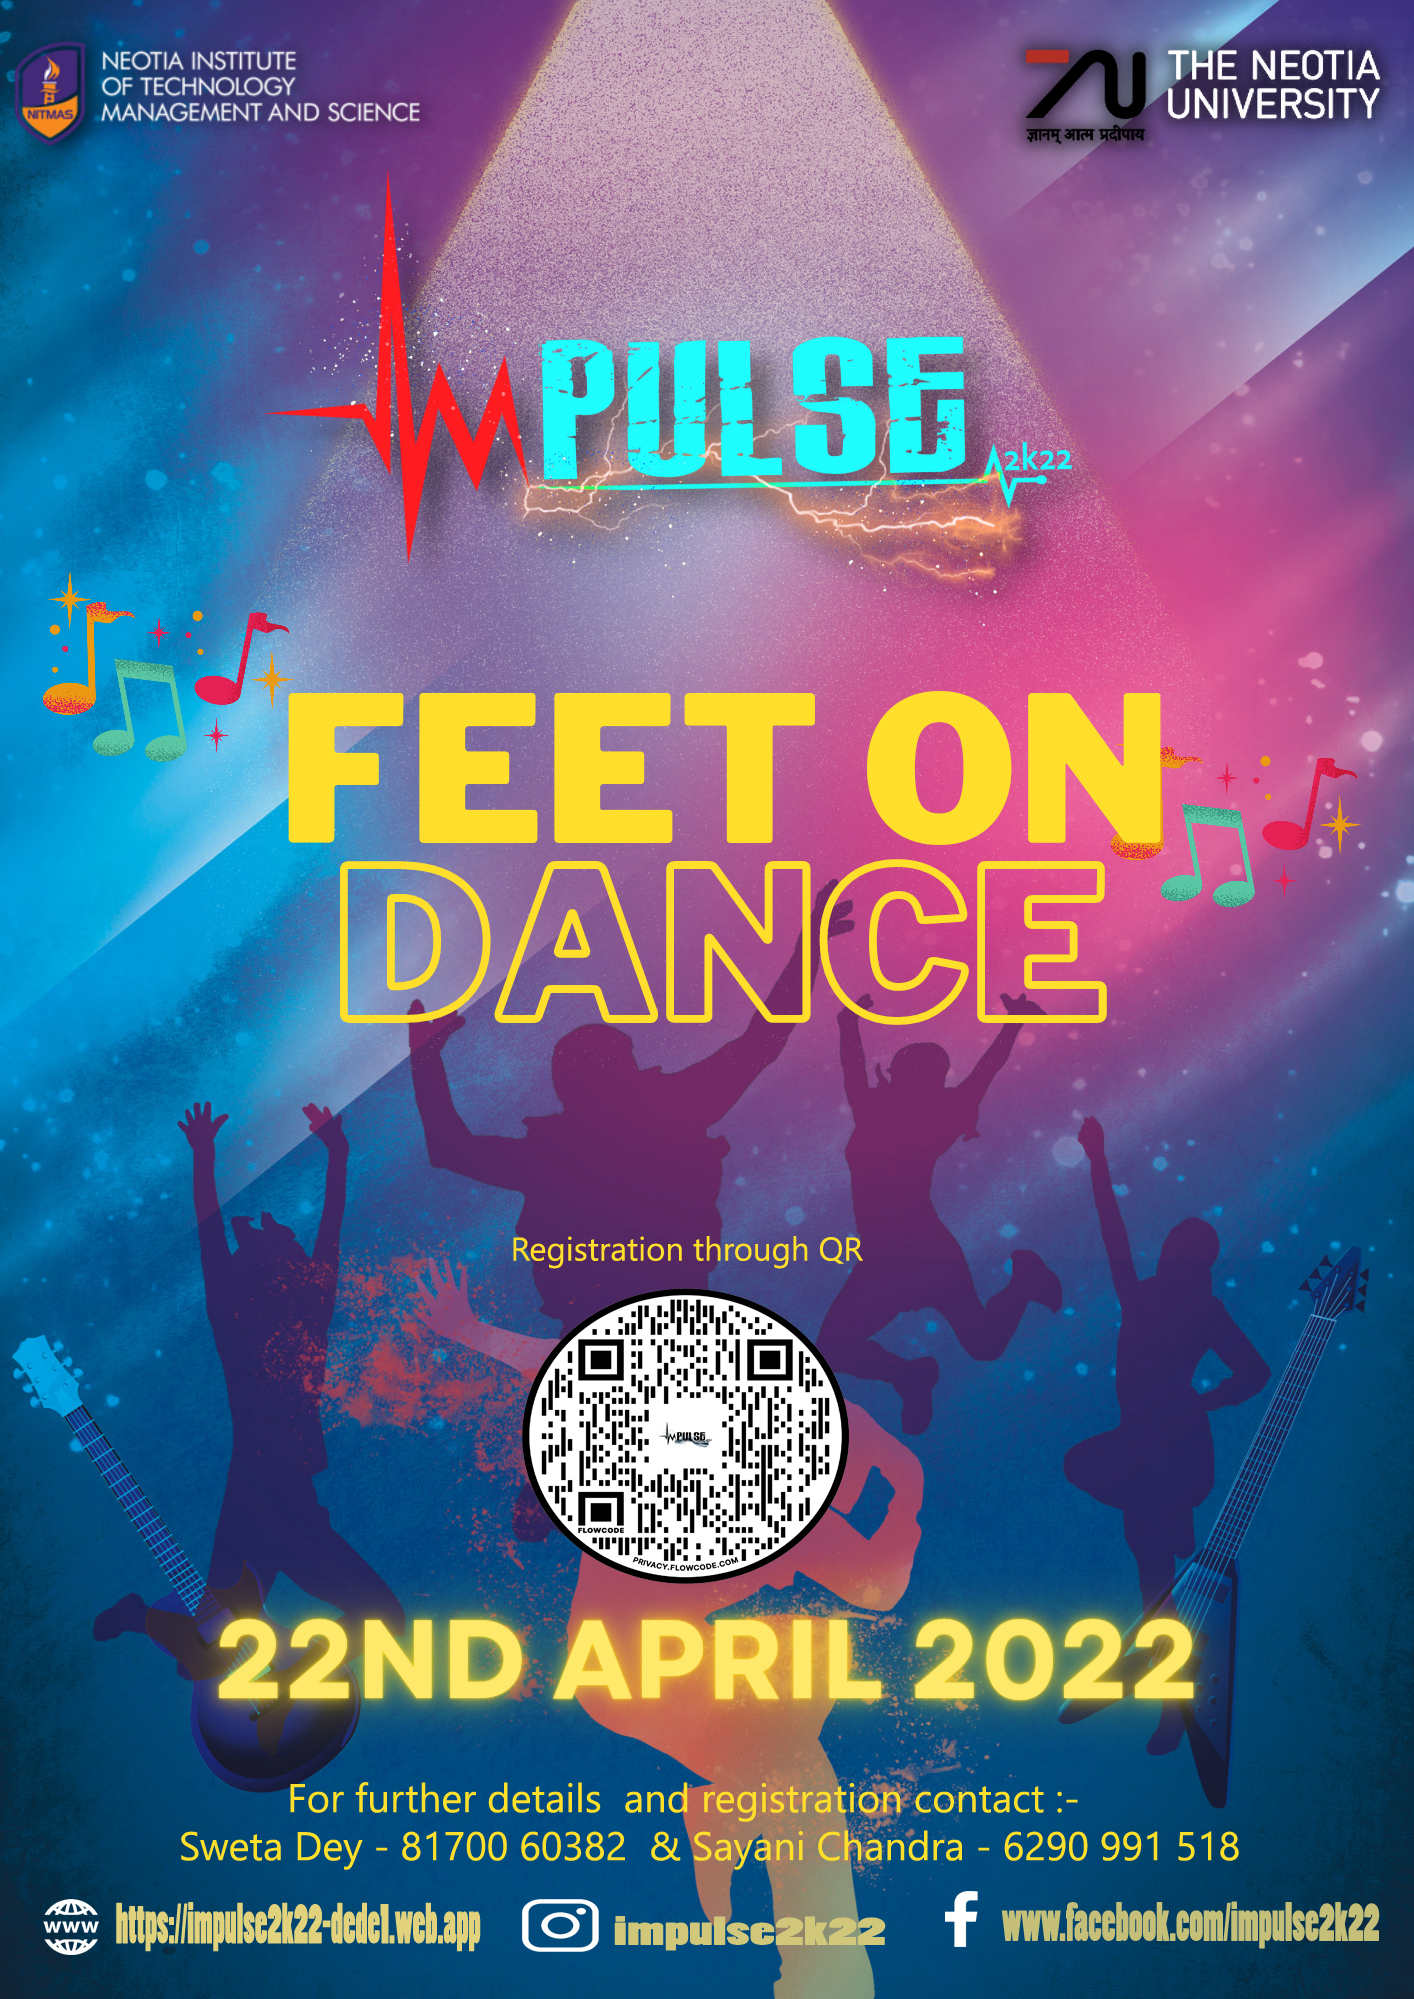 NEOTIA INSTITUTE
OF TECHNOLOGY
MANAGEMENT AND SCIENCE
NITMAS
THE NEOTIA
UNIVERSITY
ज्ञानम् आत्म प्रदीपाय
IMPULSE
2k22
FEET ON
DANCE
Registration through QR
PULSE
FLOWCODE
PRIVACY.FLOWCODE.COM
22ND APRIL 2022
For further details and registration contact :-
Sweta Dey - 81700 60382 & Sayani Chandra - 6290 991 518
www
https://impulse2k22-dede1.web.app
impulse2k22
www.facebook.com/impulse2k22